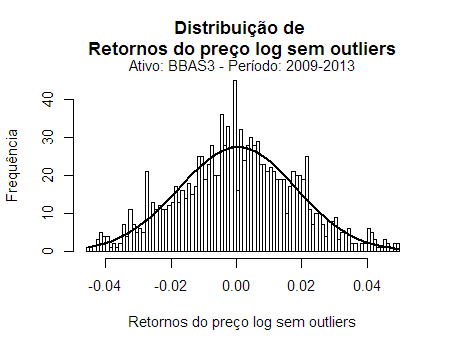 Distribuição de
Retornos do preço log sem outliers
Ativo: BBAS3 - Período: 2009-2013
Frequência
40
30
20
10
0
-0.04 -0.02 0.00 0.02 0.04
Retornos do preço log sem outliers